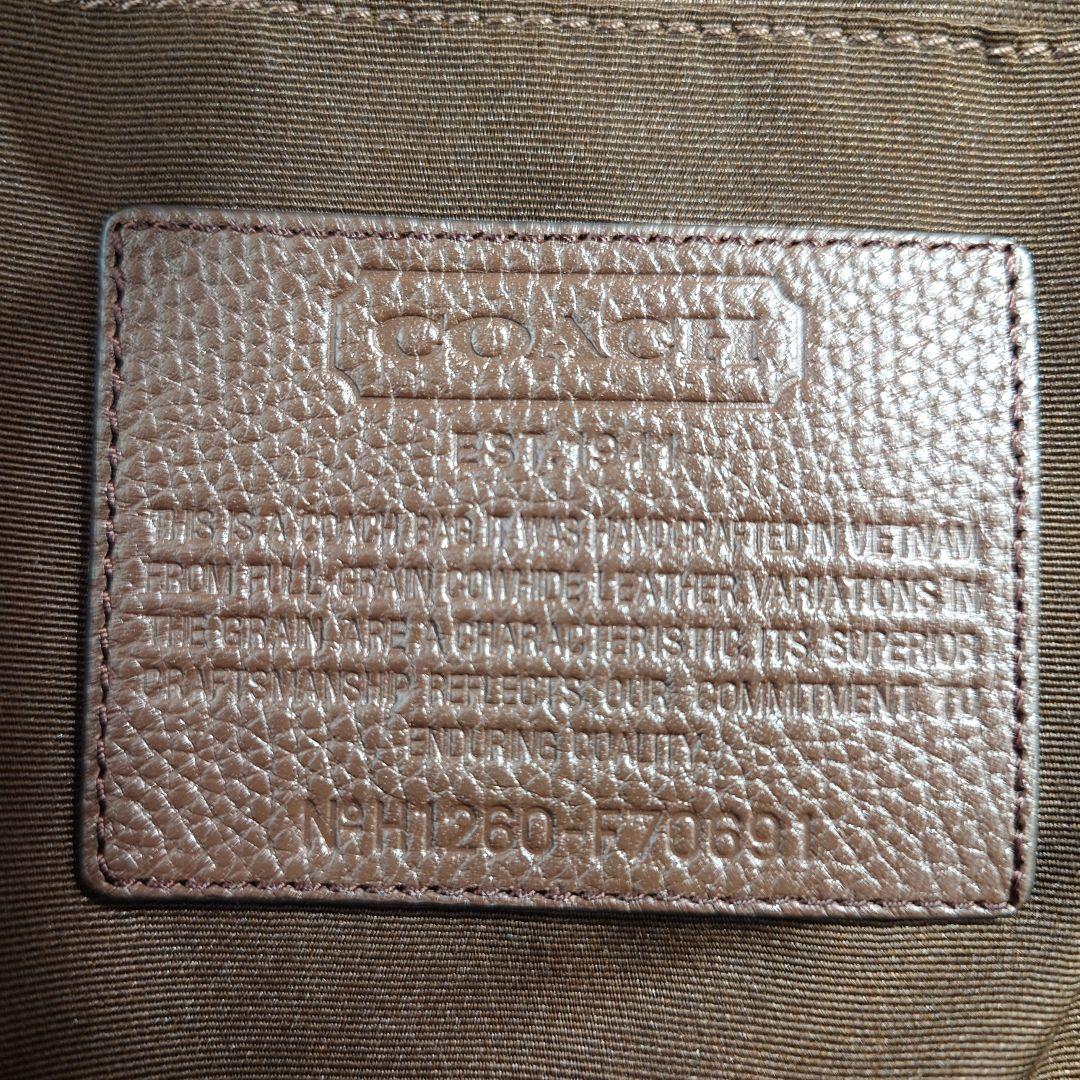 COACH
EST. 1941
THIS IS A COACH BAG. IT WAS HANDCRAFTED IN VIETNAM
FROM FULL GRAIN COWHIDE LEATHER. VARIATIONS IN
THE GRAIN ARE A CHARACTERISTIC. ITS SUPERIOR
CRAFTSMANSHIP REFLECTS OUR COMMITMENT TO
ENDURING QUALITY.
Nº H1260-F70691